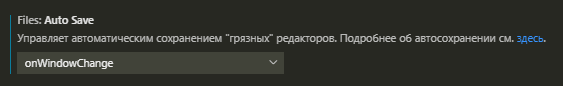 Files: Auto Save
Управляет автоматическим сохранением "грязных" редакторов. Подробнее об автосохранении см. здесь.
onWindowChange